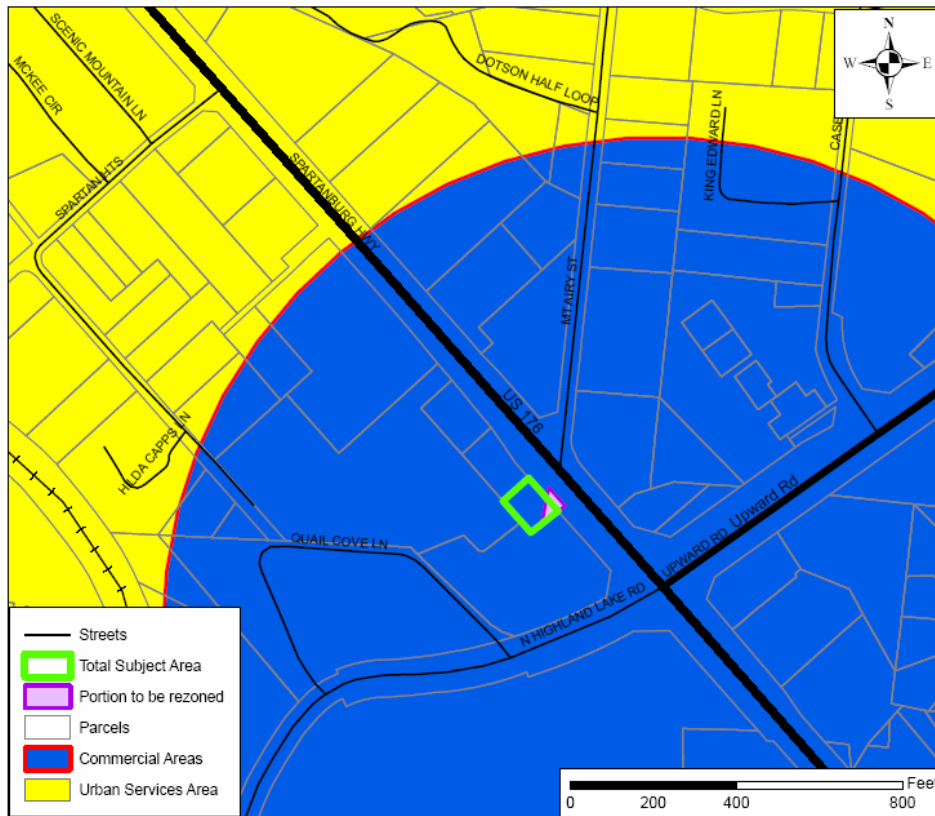 SCENIC MOUNTAIN LN
MCKEE CIR
SPARTAN HTS
SPARTANBURG HWY
DOTSON HALF LOOP
KING EDWARD LN
CASE
N
W E
S
MT AIRY ST
US 176
HILDA CAPPS LN
QUAIL COVE LN
N HIGHLAND LAKE RD
UPWARD RD
Upward Rd
Streets
Total Subject Area
Portion to be rezoned
Parcels
Commercial Areas
Urban Services Area
Feet
0 200 400 800